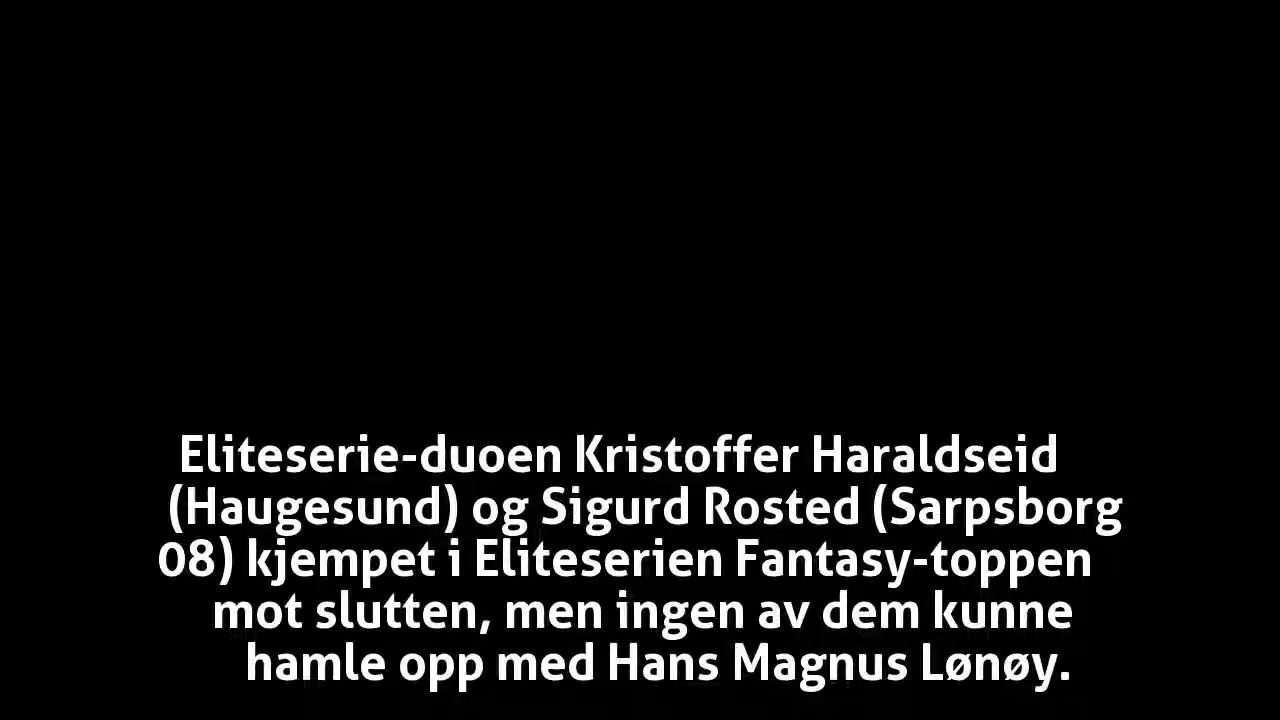 Eliteserie-duoen Kristoffer Haraldseid
(Haugesund) og Sigurd Rosted (Sarpsborg
08) kjempet i Eliteserien Fantasy-toppen
mot slutten, men ingen av dem kunne
hamle opp med Hans Magnus Lønøy.